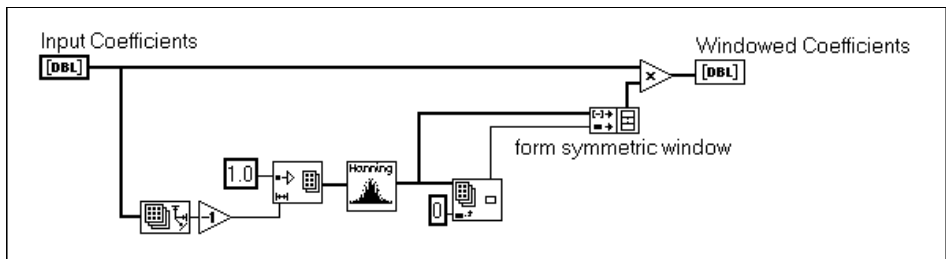 Input Coefficients
[DBL]
Windowed Coefficients
[DBL]
x
form symmetric window
1.0
Hanning
0
-1